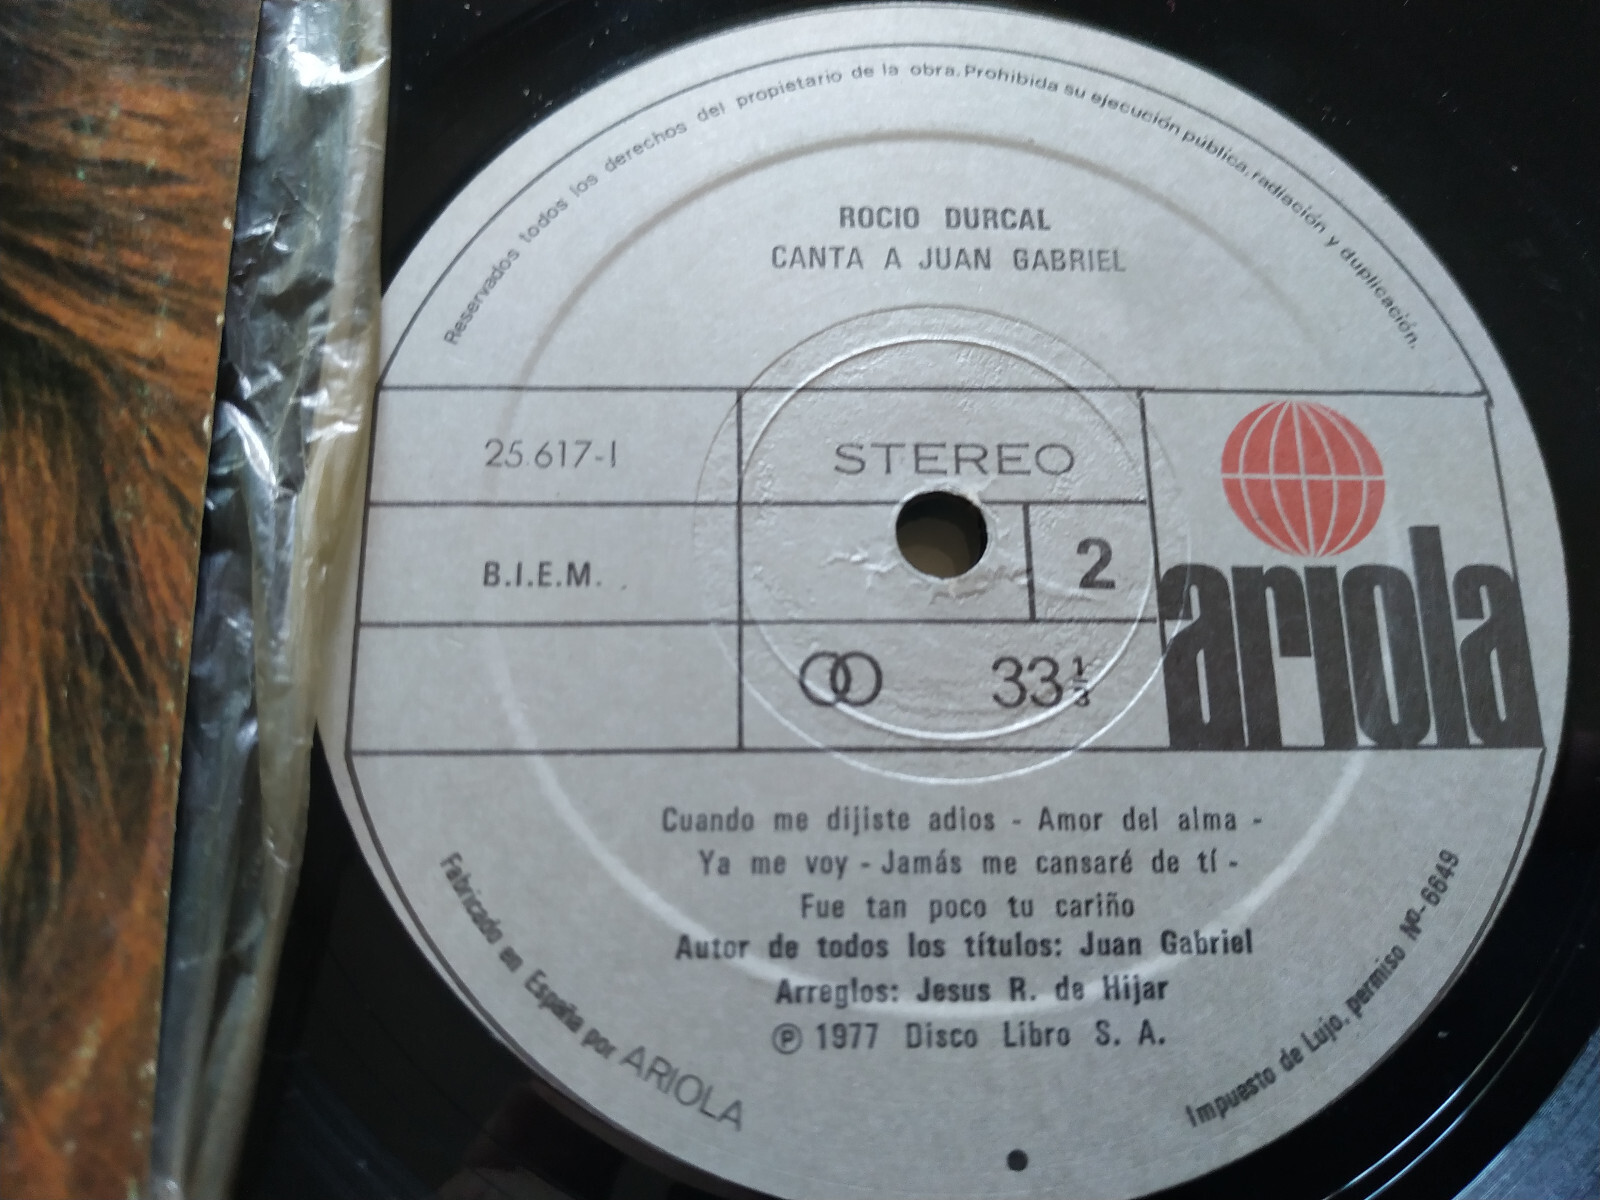 Reservados todos los derechos del propietario de la obra. Prohibida su ejecución pública, radiación y duplicación.
ROCIO DURCAL
CANTA A JUAN GABRIEL
25.617-I
STEREO
B.I.E.M.
2
33 1/3
ariola
Cuando me dijiste adios - Amor del alma -
Ya me voy - Jamás me cansaré de tí -
Fue tan poco tu cariño
Autor de todos los títulos: Juan Gabriel
Arreglos: Jesus R. de Hijar
Ⓟ 1977 Disco Libro S. A.
Fabricado en España por ARIOLA
Impuesto de Lujo, permiso Nº-6649